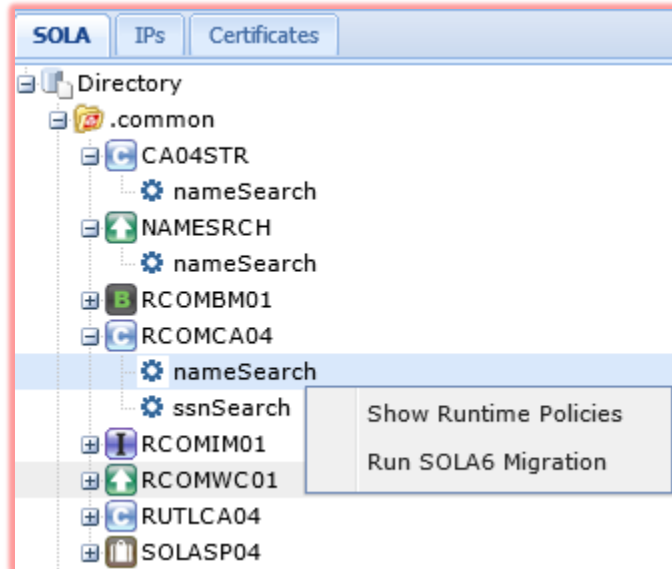 SOLA IPs Certificates
Directory
.common
C CA04STR
nameSearch
NAMESRCH
nameSearch
B RCOMBM01
C RCOMCA04
nameSearch
ssnSearch
Show Runtime Policies
Run SOLA6 Migration
I RCOMIM01
RCOMWC01
C RUTLCA04
SOLASP04